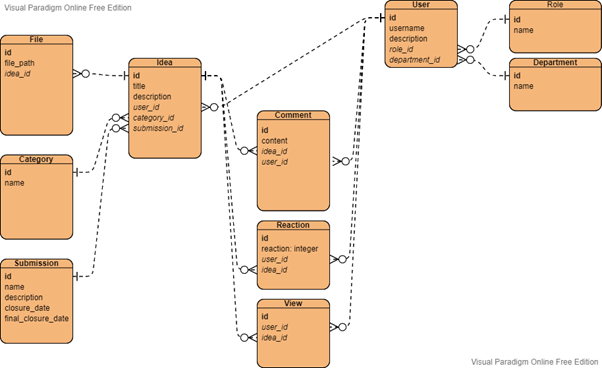 Visual Paradigm Online Free Edition
File
id
file_path
idea_id
Idea
id
title
description
user_id
category_id
submission_id
User
id
username
description
role_id
department_id
Role
id
name
Department
id
name
Category
id
name
Comment
id
content
idea_id
user_id
Submission
id
name
description
closure_date
final_closure_date
Reaction
id
reaction: integer
user_id
idea_id
View
id
user_id
idea_id
Visual Paradigm Online Free Edition